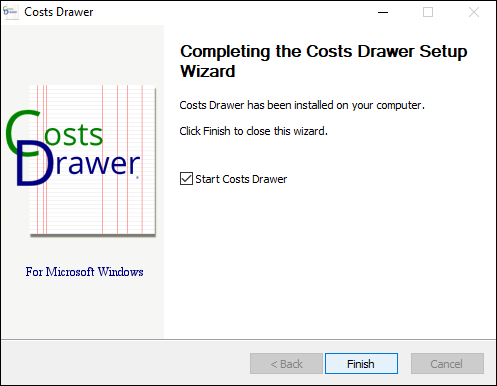 Costs Drawer
Completing the Costs Drawer Setup
Wizard
Costs Drawer has been installed on your computer.
Click Finish to close this wizard.
Start Costs Drawer
Costs
Drawer
For Microsoft Windows
< Back
Finish
Cancel